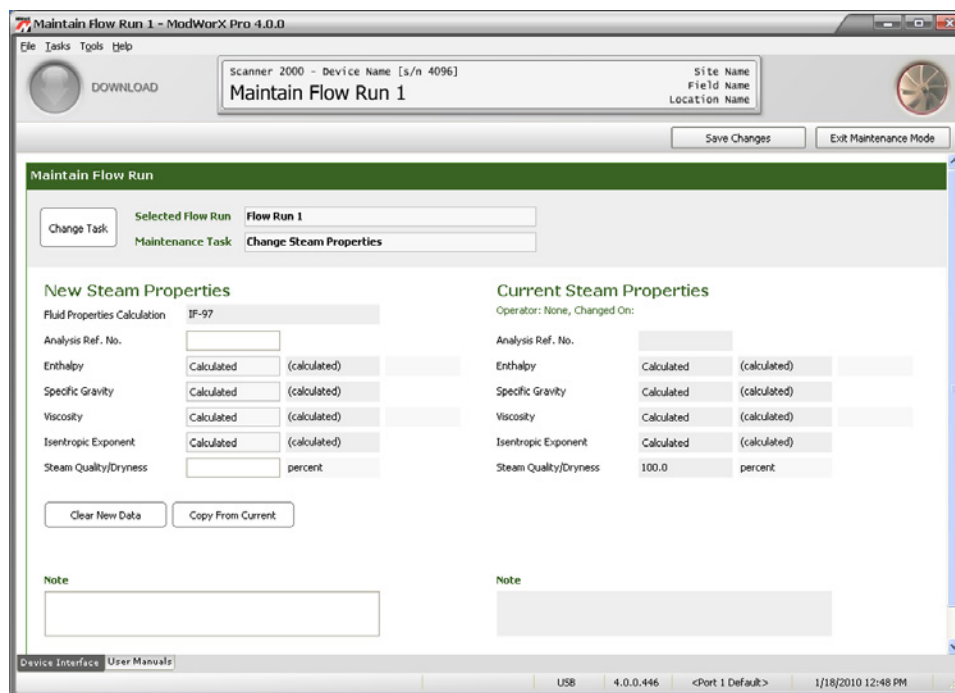 Maintain Flow Run 1 - ModWorX Pro 4.0.0
File Tasks Tools Help
DOWNLOAD
Scanner 2000 - Device Name [s/n 4096]
Maintain Flow Run 1
Site Name
Field Name
Location Name
Save Changes
Exit Maintenance Mode
Maintain Flow Run
Change Task
Selected Flow Run Flow Run 1
Maintenance Task Change Steam Properties
New Steam Properties
Fluid Properties Calculation IF-97
Analysis Ref. No.
Enthalpy Calculated (calculated)
Specific Gravity Calculated (calculated)
Viscosity Calculated (calculated)
Isentropic Exponent Calculated (calculated)
Steam Quality/Dryness percent
Clear New Data Copy From Current
Note
Current Steam Properties
Operator: None, Changed On:
Analysis Ref. No.
Enthalpy Calculated (calculated)
Specific Gravity Calculated (calculated)
Viscosity Calculated (calculated)
Isentropic Exponent Calculated (calculated)
Steam Quality/Dryness 100.0 percent
Note
Device Interface User Manuals
USB 4.0.0.446 <Port 1 Default> 1/18/2010 12:48 PM